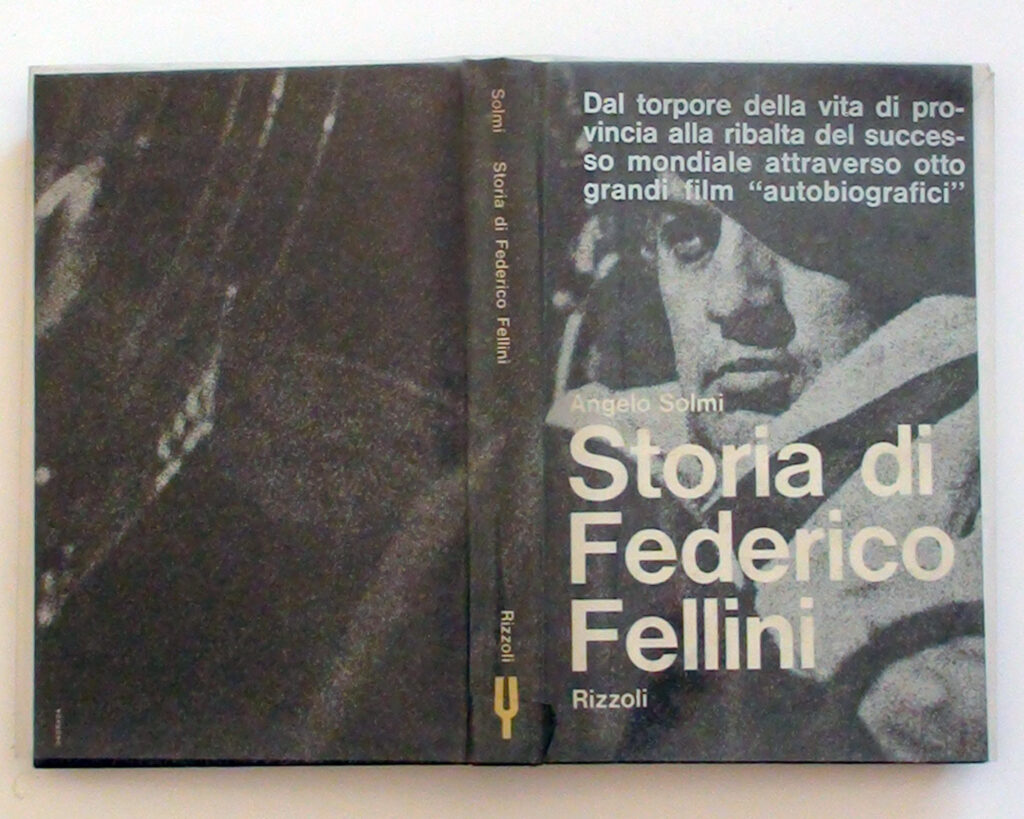 Solmi Storia di Federico Fellini Rizzoli
Dal torpore della vita di pro-
vincia alla ribalta del succes-
so mondiale attraverso otto
grandi film “autobiografici”
Angelo Solmi
Storia di
Federico
Fellini
Rizzoli